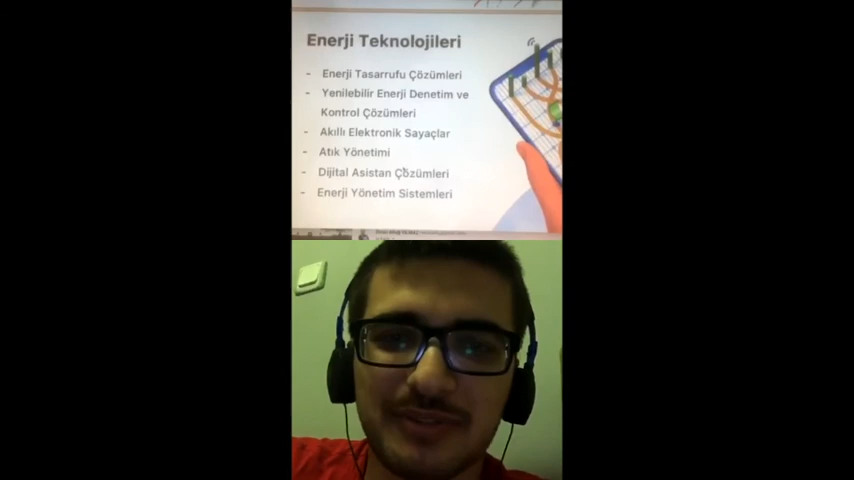 Enerji Teknolojileri
- Enerji Tasarrufu Çözümleri
- Yenilebilir Enerji Denetim ve
Kontrol Çözümleri
- Akıllı Elektronik Sayaçlar
- Atık Yönetimi
- Dijital Asistan Çözümleri
- Enerji Yönetim Sistemleri